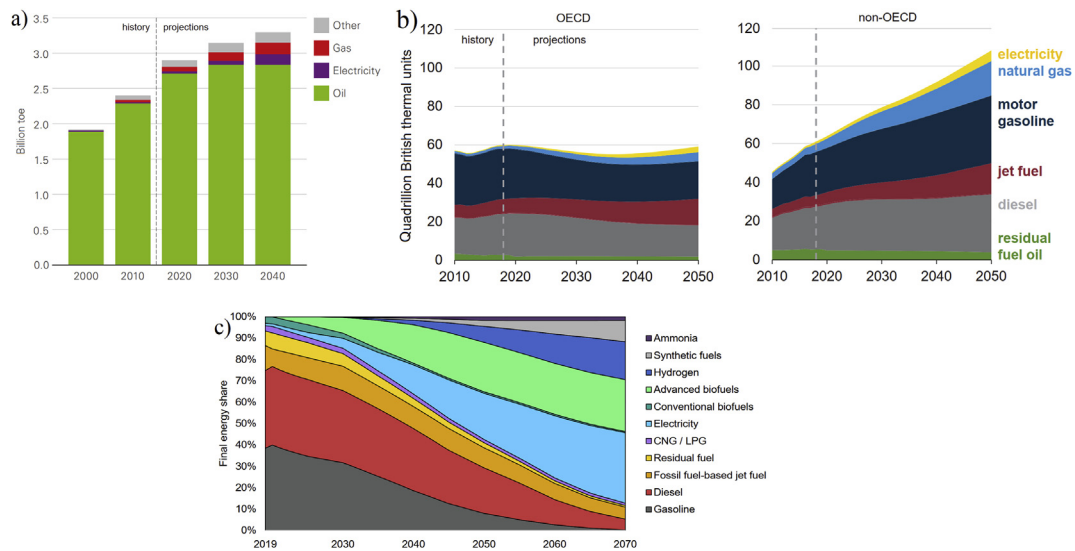 a)
Billion toe
3.5
3.0
2.5
2.0
1.5
1.0
0.5
0.0
history
projections
2000
2010
2020
2030
2040
Other
Gas
Electricity
Oil
b)
OECD
Quadrillion British thermal units
120
100
80
60
40
20
0
history
projections
2010
2020
2030
2040
2050
non-OECD
120
100
80
60
40
20
0
2010
2020
2030
2040
2050
electricity
natural gas
motor
gasoline
jet fuel
diesel
residual
fuel oil
c)
Final energy share
100%
90%
80%
70%
60%
50%
40%
30%
20%
10%
0%
2019
2030
2040
2050
2060
2070
Ammonia
Synthetic fuels
Hydrogen
Advanced biofuels
Conventional biofuels
Electricity
CNG / LPG
Residual fuel
Fossil fuel-based jet fuel
Diesel
Gasoline